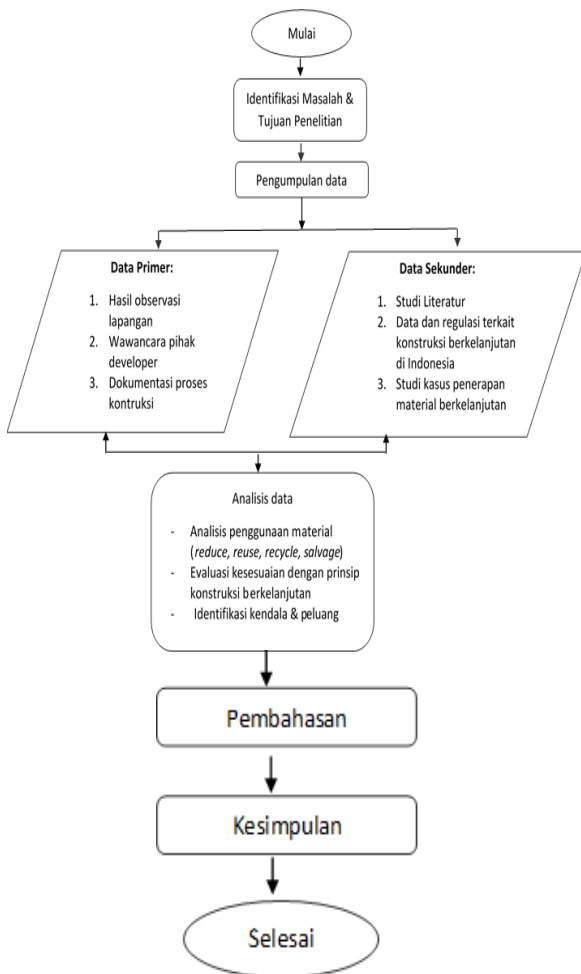 Mulai
Identifikasi Masalah &
Tujuan Penelitian
Pengumpulan data
Data Primer:
1. Hasil observasi
lapangan
2. Wawancara pihak
developer
3. Dokumentasi proses
kontruksi
Data Sekunder:
1. Studi Literatur
2. Data dan regulasi terkait
konstruksi berkelanjutan
di Indonesia
3. Studi kasus penerapan
material berkelanjutan
Analisis data
- Analisis penggunaan material
(reduce, reuse, recycle, salvage)
- Evaluasi kesesuaian dengan prinsip
konstruksi berkelanjutan
- Identifikasi kendala & peluang
Pembahasan
Kesimpulan
Selesai